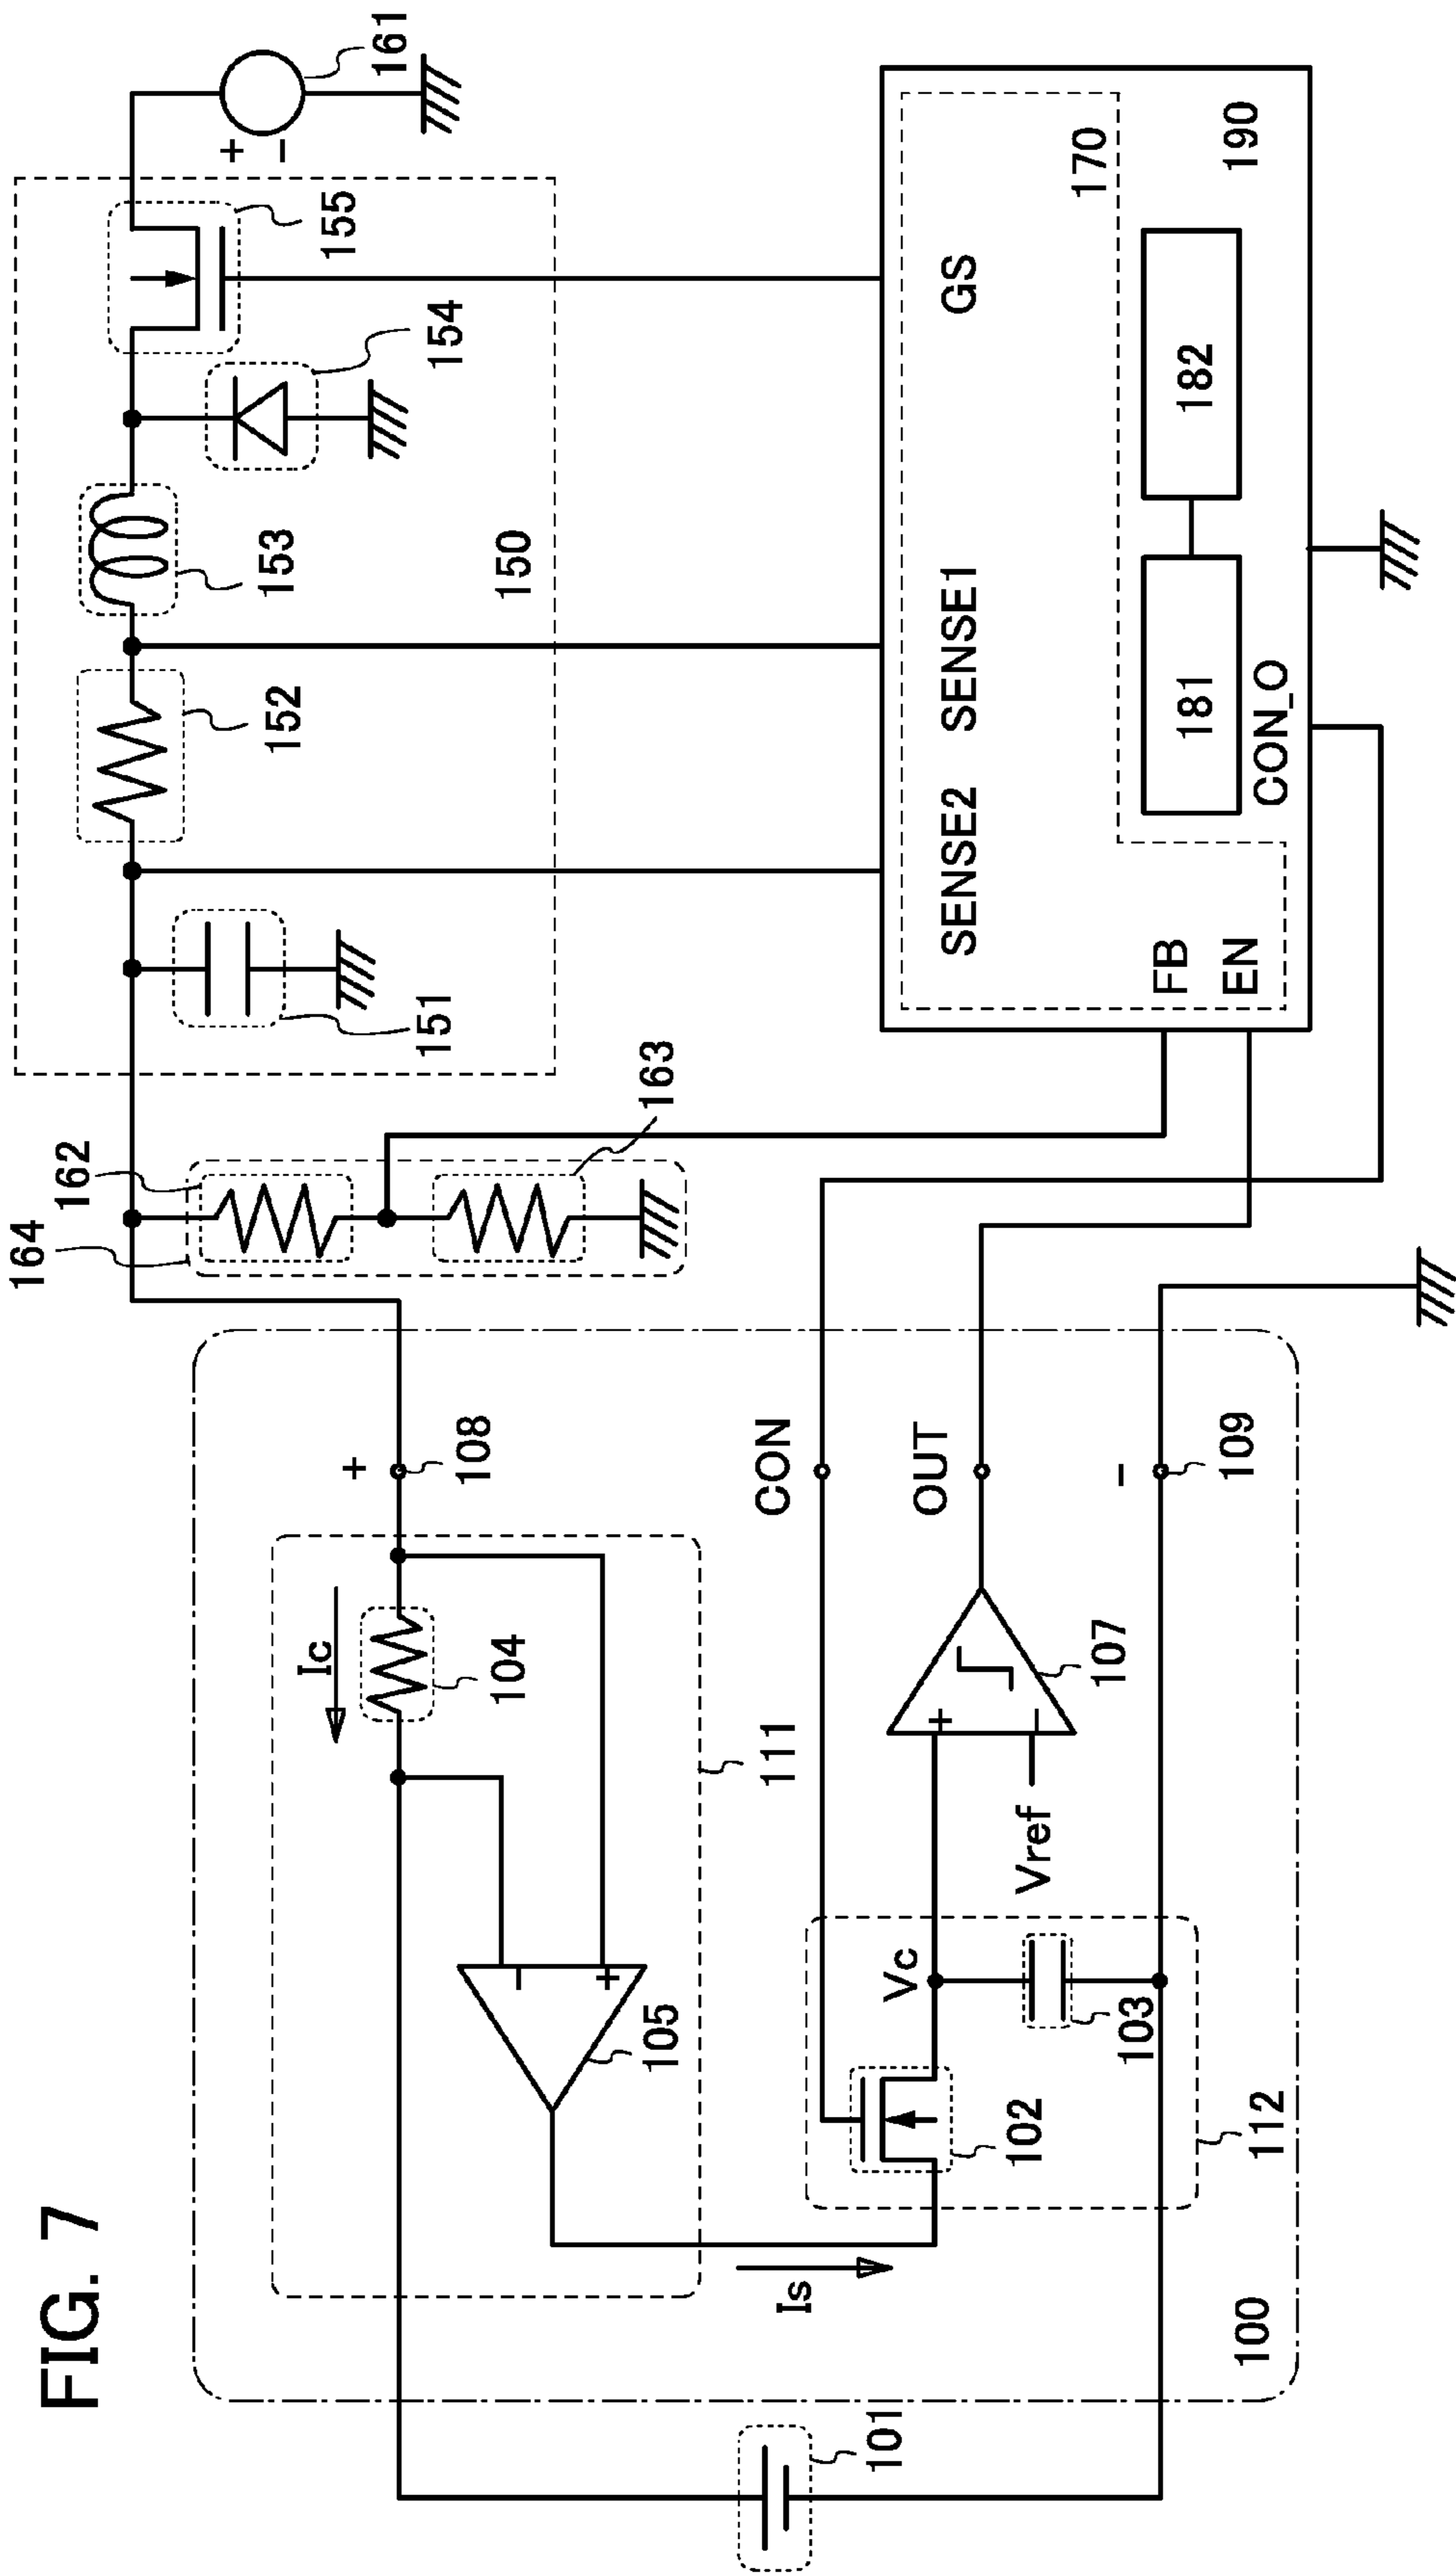 FIG. 7
164
162
163
150
151
152
153
154
155
+
-
161
+
108
Ic
104
-
+
105
111
Is
CON
OUT
-
109
+
-
107
Vref
Vc
102
103
112
100
101
SENSE2
SENSE1
GS
170
FB
EN
181
182
CON_O
190